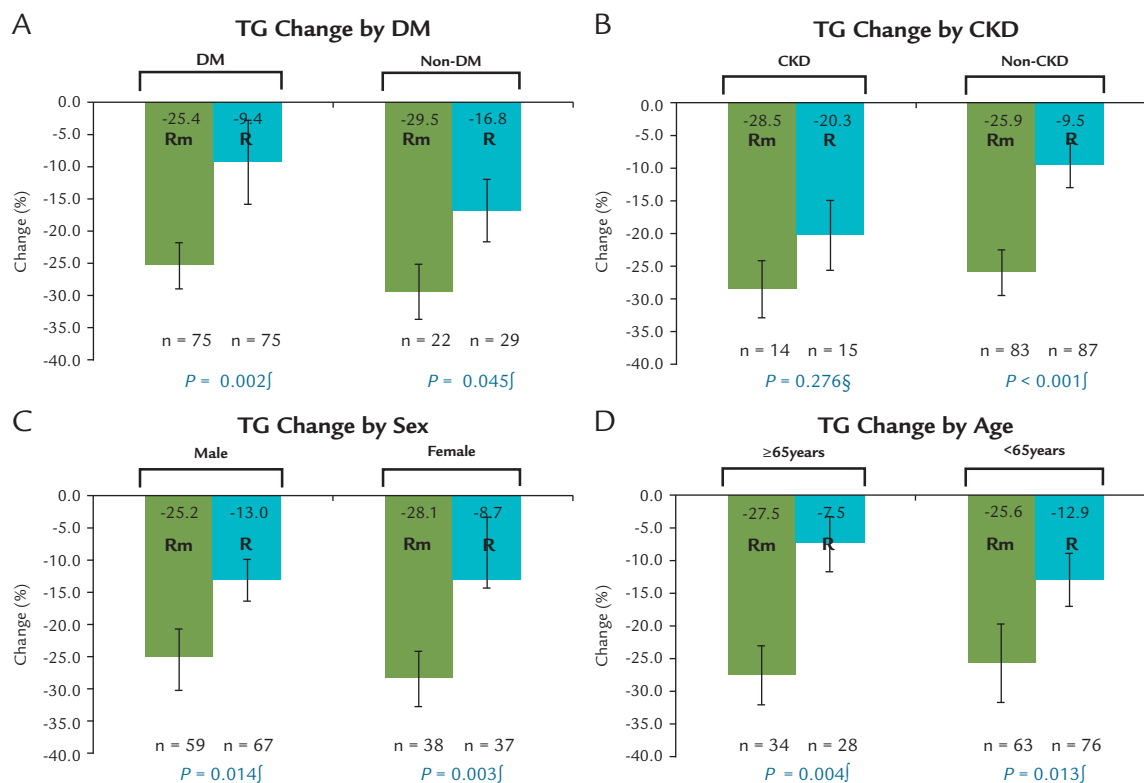 A
TG Change by DM
DM
Non-DM
Change (%)
0.0
-5.0
-10.0
-15.0
-20.0
-25.0
-30.0
-35.0
-40.0
-25.4
-9.4
-29.5
-16.8
Rm
R
Rm
R
n = 75
n = 75
n = 22
n = 29
P = 0.002∫
P = 0.045∫
B
TG Change by CKD
CKD
Non-CKD
Change (%)
0.0
-5.0
-10.0
-15.0
-20.0
-25.0
-30.0
-35.0
-40.0
-28.5
-20.3
-25.9
-9.5
Rm
R
Rm
R
n = 14
n = 15
n = 83
n = 87
P = 0.276§
P < 0.001∫
C
TG Change by Sex
Male
Female
Change (%)
0.0
-5.0
-10.0
-15.0
-20.0
-25.0
-30.0
-35.0
-40.0
-25.2
-13.0
-28.1
-8.7
Rm
R
Rm
R
n = 59
n = 67
n = 38
n = 37
P = 0.014∫
P = 0.003∫
D
TG Change by Age
≥65years
<65years
Change (%)
0.0
-5.0
-10.0
-15.0
-20.0
-25.0
-30.0
-35.0
-40.0
-27.5
-7.5
-25.6
-12.9
Rm
R
Rm
R
n = 34
n = 28
n = 63
n = 76
P = 0.004∫
P = 0.013∫